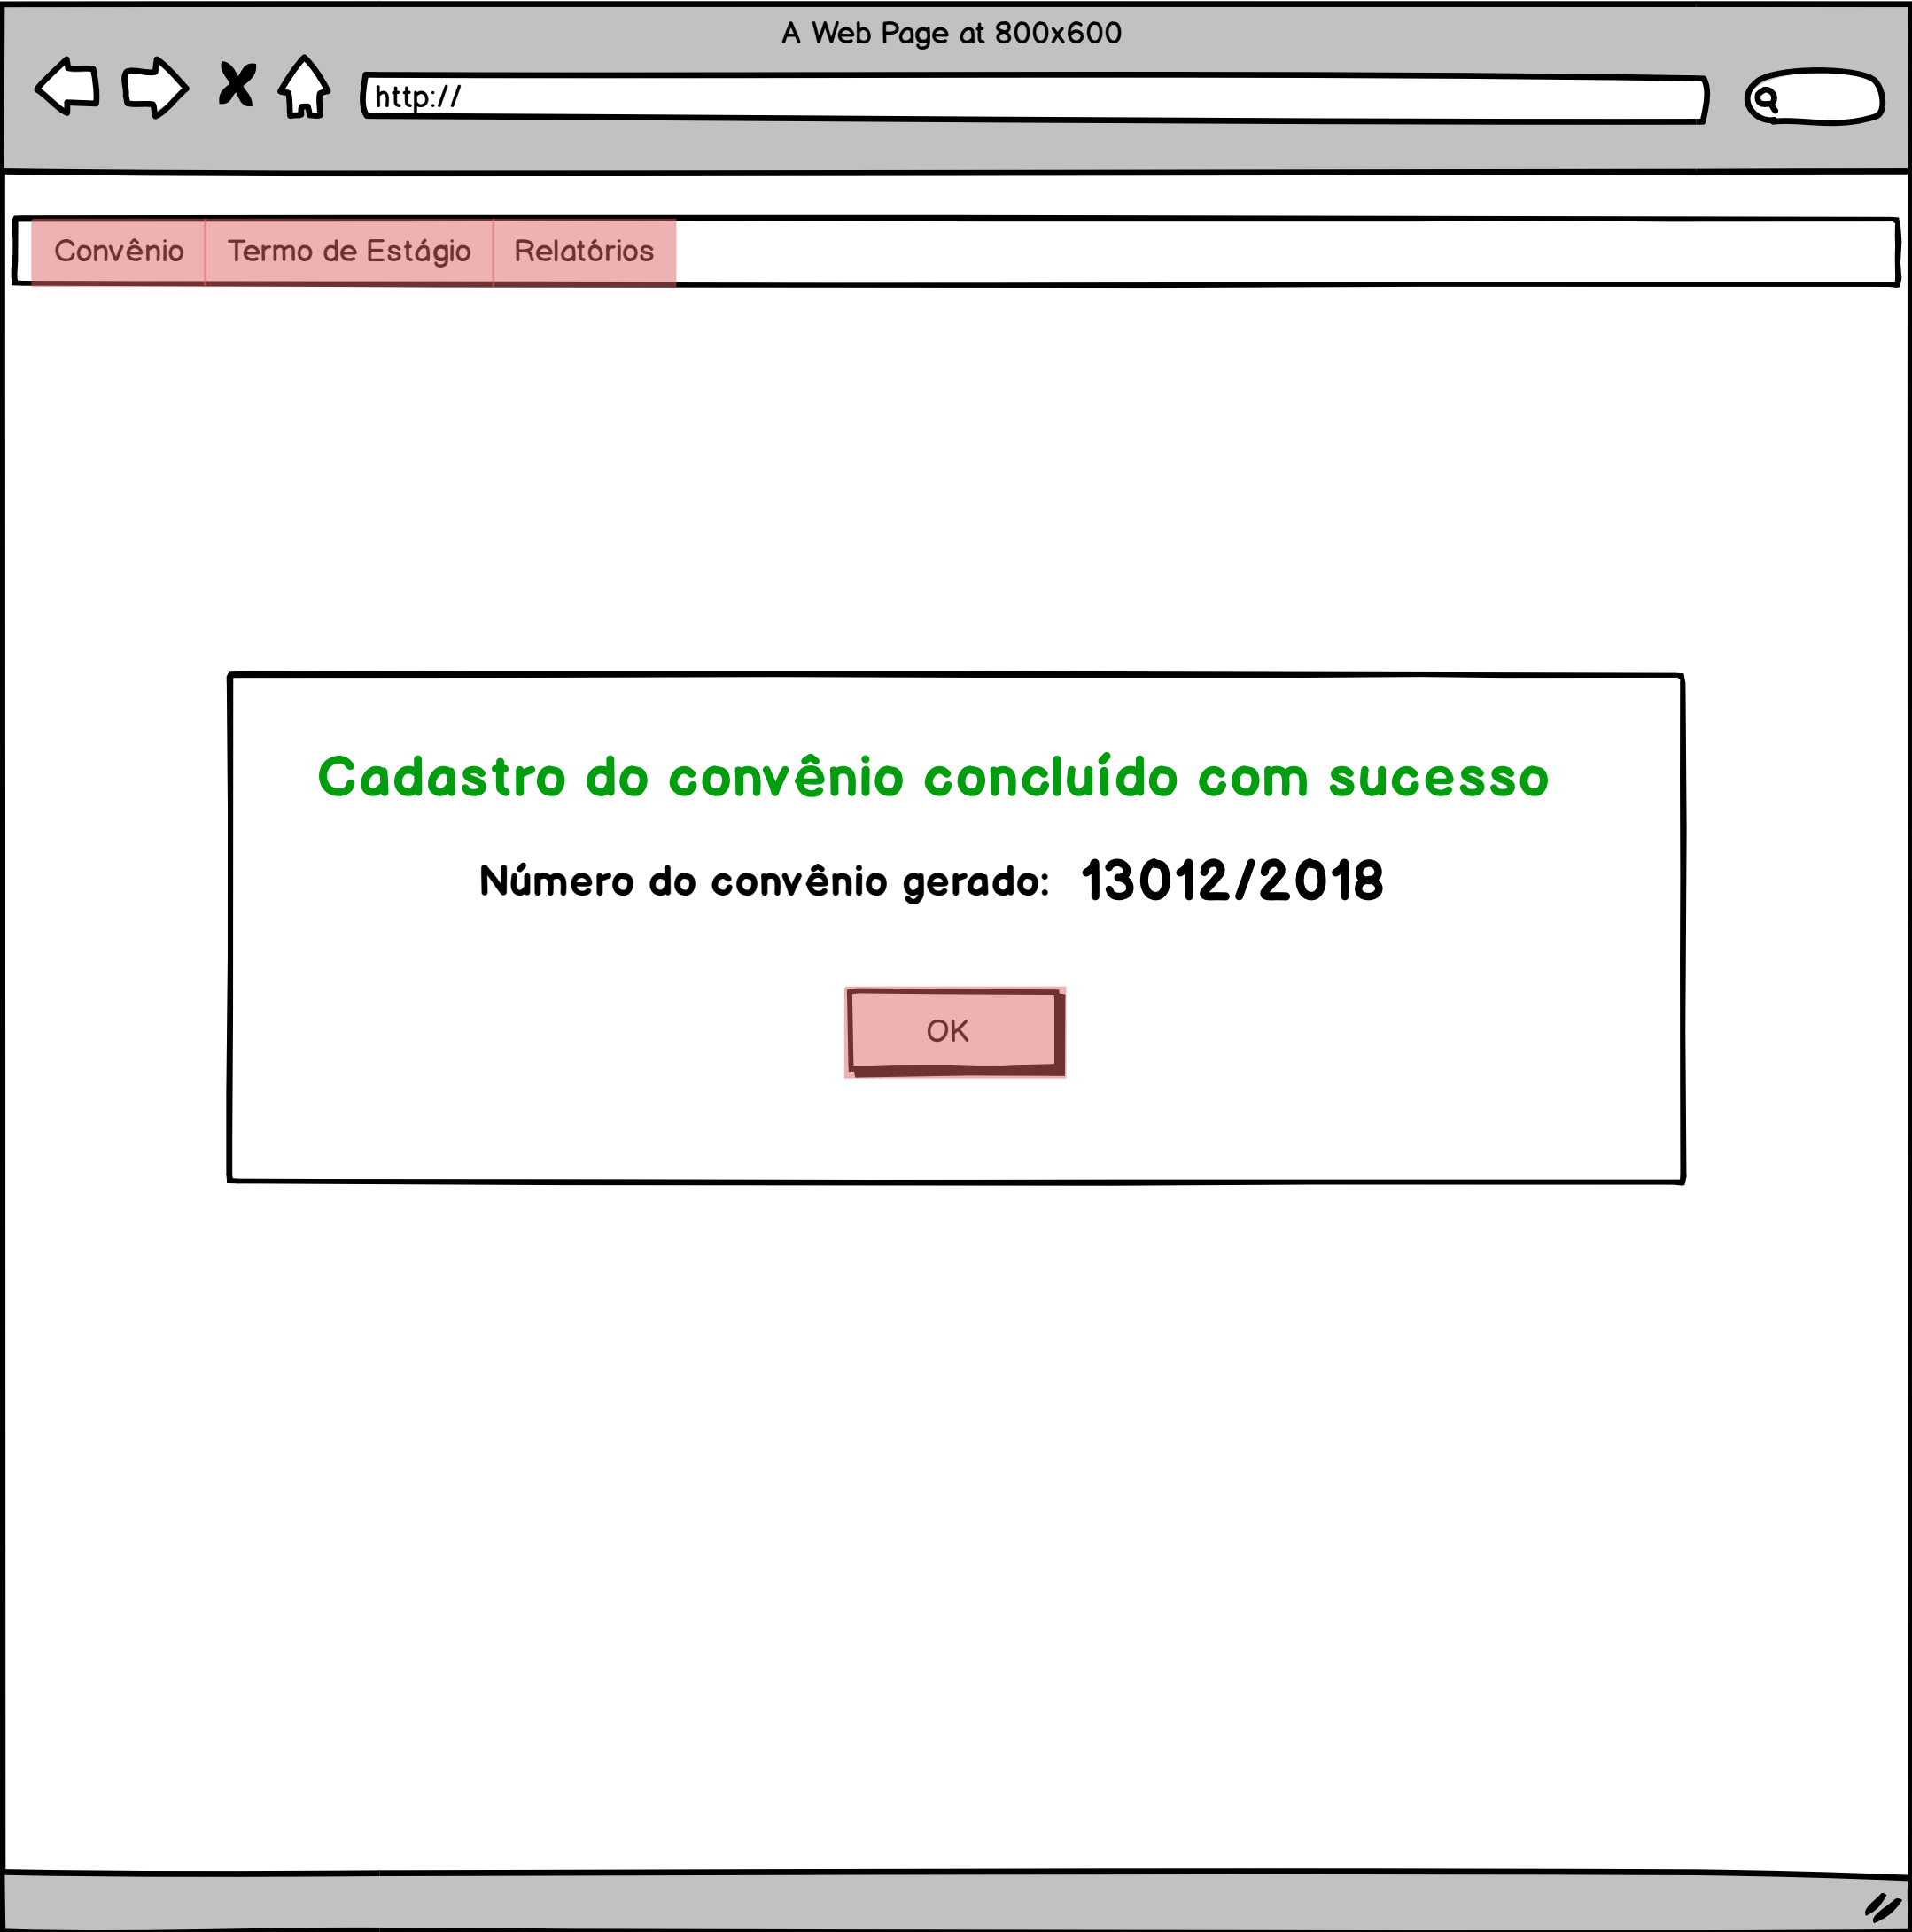 A Web Page at 800x600
http://
Convênio Termo de Estágio Relatórios
Cadastro do convênio concluído com sucesso
Número do convênio gerado: 13012/2018
OK